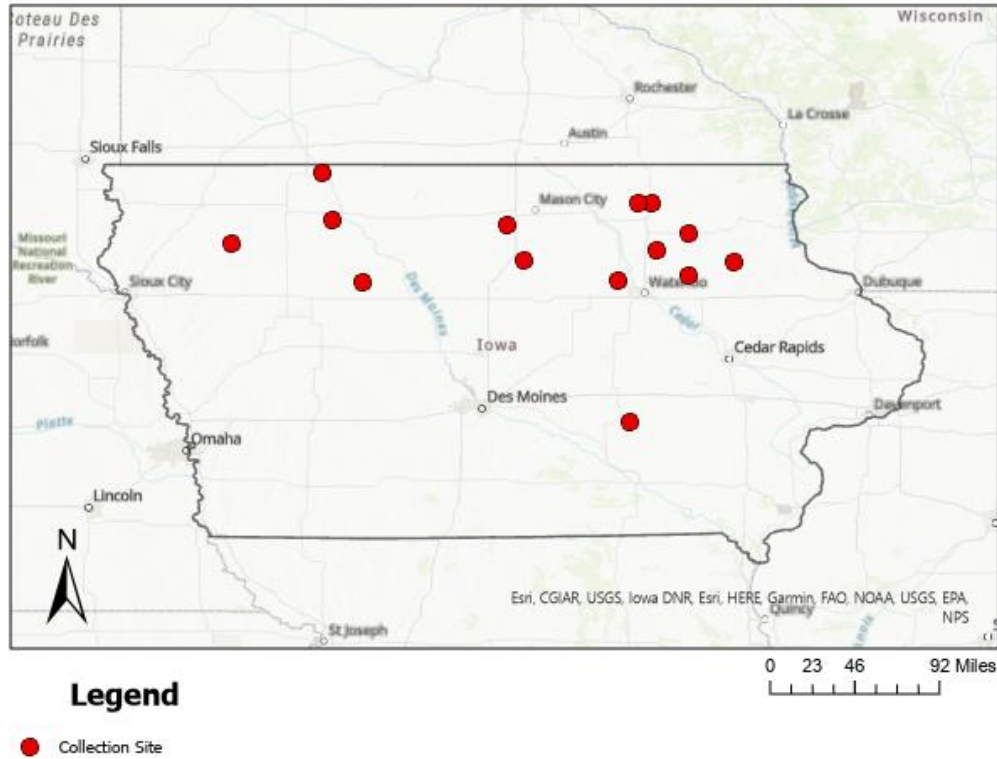 Coteau Des
Prairies
Wisconsin
Rochester
La Crosse
Austin
Sioux Falls
Mason City
Missouri
National
Recreation
River
Sioux City
Des Moines
Waterloo
Dubuque
Cedar
Norfolk
Iowa
Cedar Rapids
Des Moines
Davenport
Platte
Omaha
Lincoln
N
Esri, CGIAR, USGS, Iowa DNR, Esri, HERE, Garmin, FAO, NOAA, USGS, EPA,
NPS
Quincy
St Joseph
0 23 46 92 Miles
Legend
Collection Site